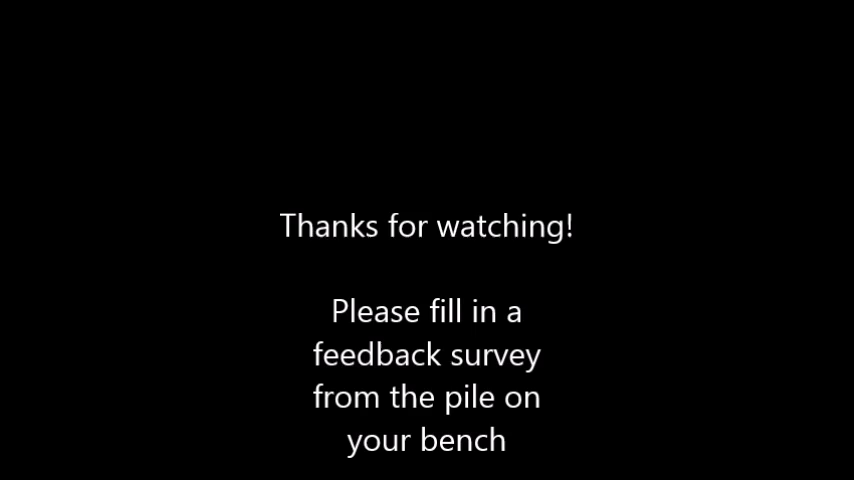 Thanks for watching!
Please fill in a
feedback survey
from the pile on
your bench